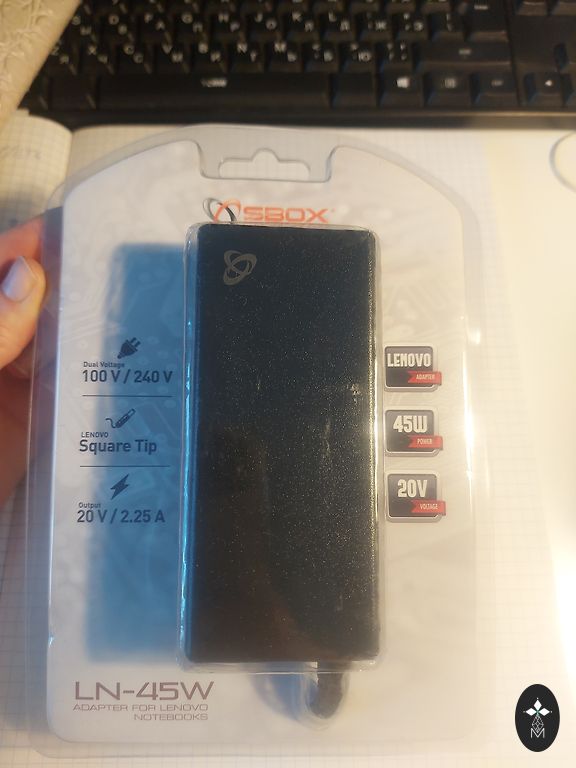 SBOX
Dual Voltage
100 V / 240 V
LENOVO
Square Tip
Output
20 V / 2.25 A
LENOVO
ADAPTER
45W
POWER
20V
VOLTAGE
LN-45W
ADAPTER FOR LENOVO
NOTEBOOKS
M